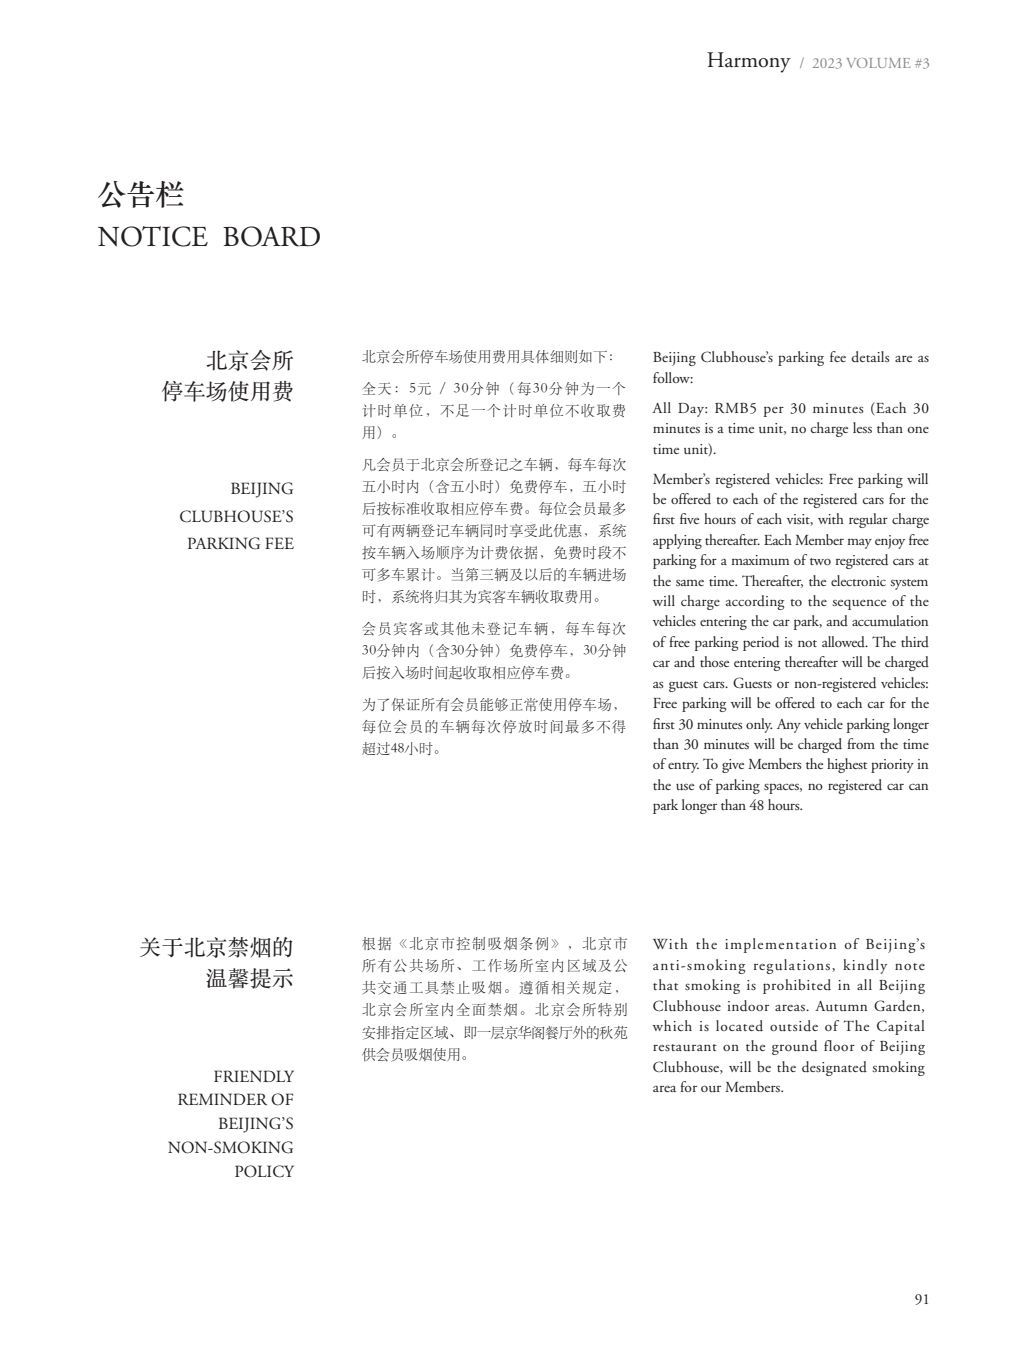 Harmony / 2023 VOLUME #3
公告栏
NOTICE BOARD
北京会所
停车场使用费
BEIJING
CLUBHOUSE’S
PARKING FEE
北京会所停车场使用费用具体细则如下：
全天：5元 / 30分钟（每30分钟为一个
计时单位，不足一个计时单位不收取费
用）。
凡会员于北京会所登记之车辆，每车每次
五小时内（含五小时）免费停车，五小时
后按标准收取相应停车费。每位会员最多
可有两辆登记车辆同时享受此优惠，系统
按车辆入场顺序为计费依据，免费时段不
可多车累计。当第三辆及以后的车辆进场
时，系统将归其为宾客车辆收取费用。
会员宾客或其他未登记车辆，每车每次
30分钟内（含30分钟）免费停车，30分钟
后按入场时间起收取相应停车费。
为了保证所有会员能够正常使用停车场，
每位会员的车辆每次停放时间最多不得
超过48小时。
Beijing Clubhouse’s parking fee details are as
follow:
All Day: RMB5 per 30 minutes (Each 30
minutes is a time unit, no charge less than one
time unit).
Member’s registered vehicles: Free parking will
be offered to each of the registered cars for the
first five hours of each visit, with regular charge
applying thereafter. Each Member may enjoy free
parking for a maximum of two registered cars at
the same time. Thereafter, the electronic system
will charge according to the sequence of the
vehicles entering the car park, and accumulation
of free parking period is not allowed. The third
car and those entering thereafter will be charged
as guest cars. Guests or non-registered vehicles:
Free parking will be offered to each car for the
first 30 minutes only. Any vehicle parking longer
than 30 minutes will be charged from the time
of entry. To give Members the highest priority in
the use of parking spaces, no registered car can
park longer than 48 hours.
关于北京禁烟的
温馨提示
FRIENDLY
REMINDER OF
BEIJING’S
NON-SMOKING
POLICY
根据《北京市控制吸烟条例》，北京市
所有公共场所、工作场所室内区域及公
共交通工具禁止吸烟。遵循相关规定，
北京会所室内全面禁烟。北京会所特别
安排指定区域、即一层京华阁餐厅外的秋苑
供会员吸烟使用。
With the implementation of Beijing’s
anti-smoking regulations, kindly note
that smoking is prohibited in all Beijing
Clubhouse indoor areas. Autumn Garden,
which is located outside of The Capital
restaurant on the ground floor of Beijing
Clubhouse, will be the designated smoking
area for our Members.
91